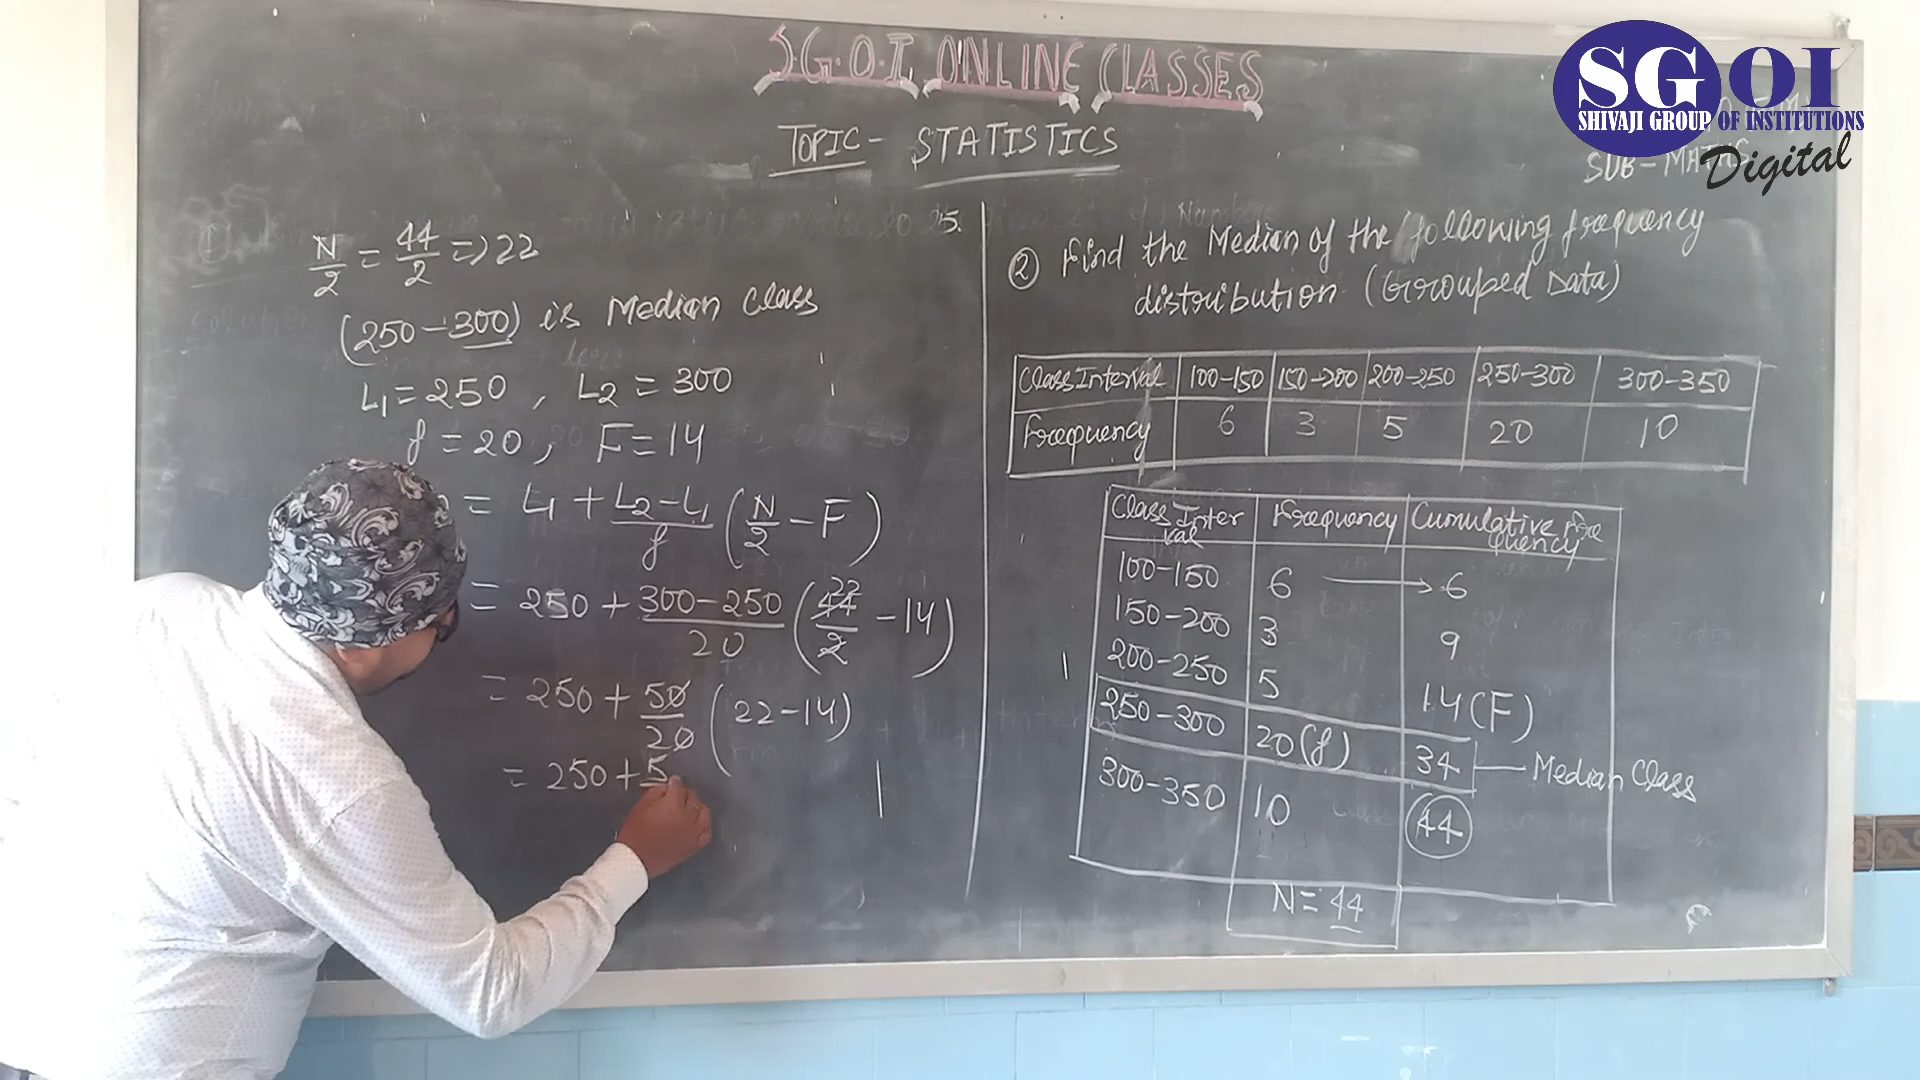 S.G.O.I. ONLINE CLASSES
TOPIC - STATISTICS
SGOI
SHIVAJI GROUP OF INSTITUTIONS
Digital
SUB - MATHS
N/2 = 44/2 => 22
(250-300) is Median Class
L1 = 250 , L2 = 300
f = 20 , F = 14
= L1 + L2-L1/f (N/2 - F)
= 250 + 300-250/20 (44/2 - 14)
22
= 250 + 50/20 (22-14)
= 250 + 5
② Find the Median of the following frequency
distribution (Grouped Data)
Class Interval 100-150 150-200 200-250 250-300 300-350
Frequency 6 3 5 20 10
Class Interval Frequency Cumulative Frequency
100-150 6 → 6
150-200 3 9
200-250 5 14(F)
250-300 20(f) 34 — Median Class
300-350 10 44
N = 44